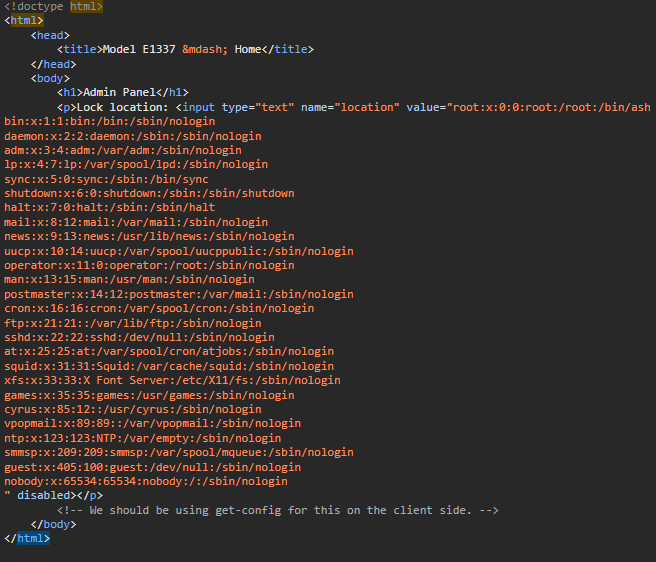 <!doctype html>
<html>
<head>
<title>Model E1337 &mdash; Home</title>
</head>
<body>
<h1>Admin Panel</h1>
<p>Lock location: <input type="text" name="location" value="root:x:0:0:root:/root:/bin/ash
bin:x:1:1:bin:/bin:/sbin/nologin
daemon:x:2:2:daemon:/sbin:/sbin/nologin
adm:x:3:4:adm:/var/adm:/sbin/nologin
lp:x:4:7:lp:/var/spool/lpd:/sbin/nologin
sync:x:5:0:sync:/sbin:/bin/sync
shutdown:x:6:0:shutdown:/sbin:/sbin/shutdown
halt:x:7:0:halt:/sbin:/sbin/halt
mail:x:8:12:mail:/var/mail:/sbin/nologin
news:x:9:13:news:/usr/lib/news:/sbin/nologin
uucp:x:10:14:uucp:/var/spool/uucppublic:/sbin/nologin
operator:x:11:0:operator:/root:/sbin/nologin
man:x:13:15:man:/usr/man:/sbin/nologin
postmaster:x:14:12:postmaster:/var/mail:/sbin/nologin
cron:x:16:16:cron:/var/spool/cron:/sbin/nologin
ftp:x:21:21::/var/lib/ftp:/sbin/nologin
sshd:x:22:22:sshd:/dev/null:/sbin/nologin
at:x:25:25:at:/var/spool/cron/atjobs:/sbin/nologin
squid:x:31:31:Squid:/var/cache/squid:/sbin/nologin
xfs:x:33:33:X Font Server:/etc/X11/fs:/sbin/nologin
games:x:35:35:games:/usr/games:/sbin/nologin
cyrus:x:85:12::/usr/cyrus:/sbin/nologin
vpopmail:x:89:89::/var/vpopmail:/sbin/nologin
ntp:x:123:123:NTP:/var/empty:/sbin/nologin
smmsp:x:209:209:smmsp:/var/spool/mqueue:/sbin/nologin
guest:x:405:100:guest:/dev/null:/sbin/nologin
nobody:x:65534:65534:nobody:/:/sbin/nologin
" disabled></p>
<!-- We should be using get-config for this on the client side. -->
</body>
</html>